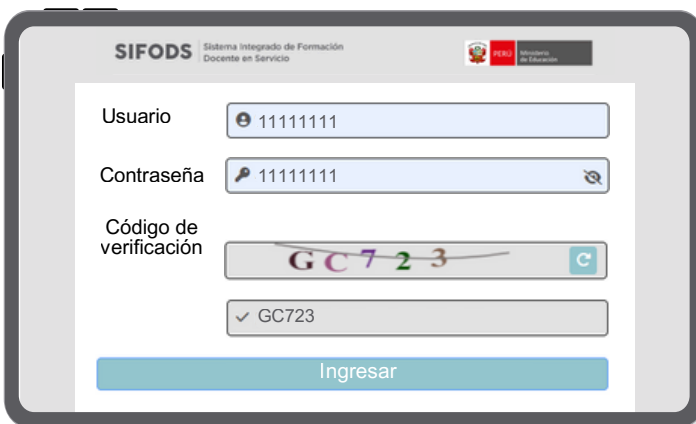 SIFODS
Sistema Integrado de Formación
Docente en Servicio
PERÚ
Ministerio
de Educación
Usuario
11111111
Contraseña
11111111
Código de
verificación
GC723
GC723
Ingresar